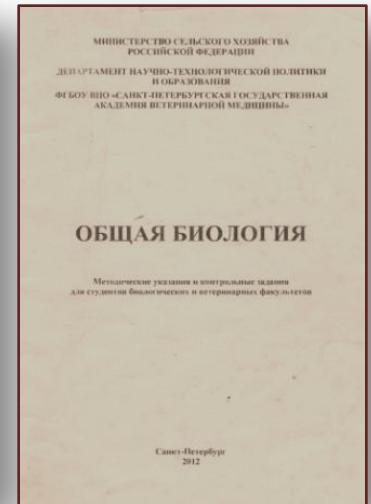 МИНИСТЕРСТВО СЕЛЬСКОГО ХОЗЯЙСТВА
РОССИЙСКОЙ ФЕДЕРАЦИИ
ДЕПАРТАМЕНТ НАУЧНО-ТЕХНОЛОГИЧЕСКОЙ ПОЛИТИКИ
И ОБРАЗОВАНИЯ
ФГБОУ ВПО «САНКТ-ПЕТЕРБУРГСКАЯ ГОСУДАРСТВЕННАЯ
АКАДЕМИЯ ВЕТЕРИНАРНОЙ МЕДИЦИНЫ»
ОБЩАЯ БИОЛОГИЯ
Методические указания и контрольные задания
для студентов биологических и ветеринарных факультетов
Санкт-Петербург
2012